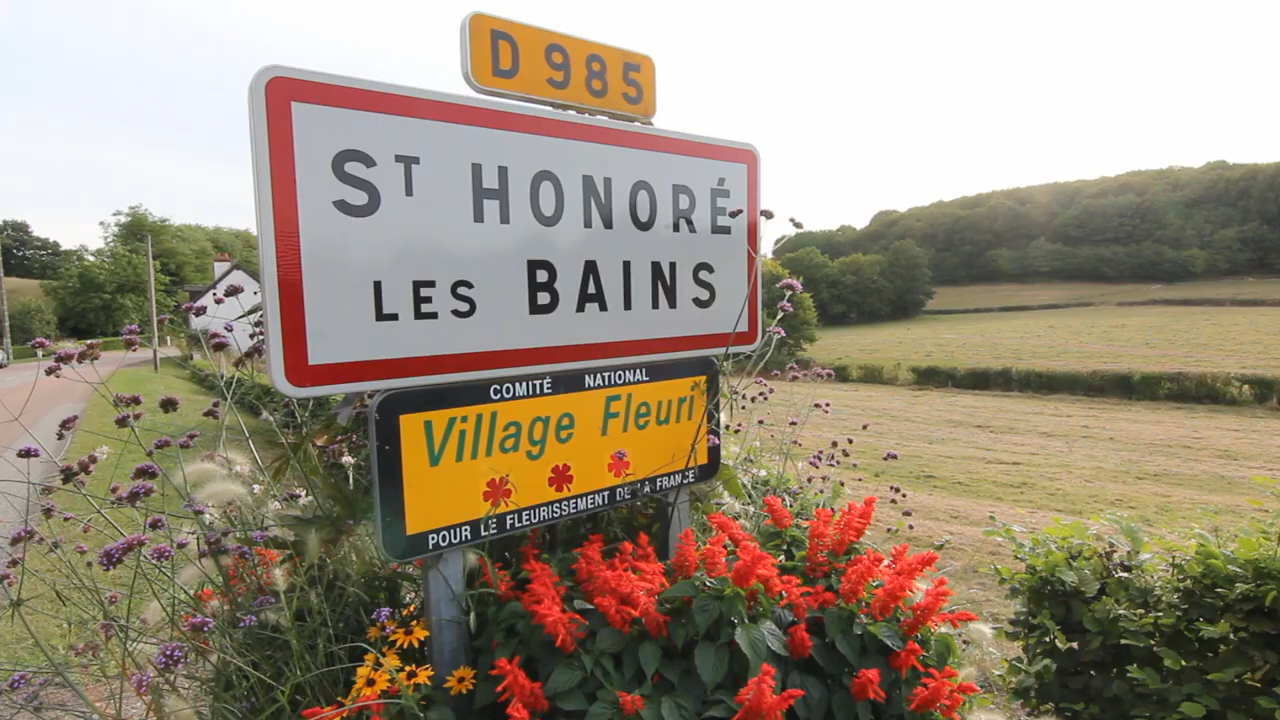 D 985
ST HONORÉ
LES BAINS
COMITÉ NATIONAL
Village Fleuri
POUR LE FLEURISSEMENT DE LA FRANCE